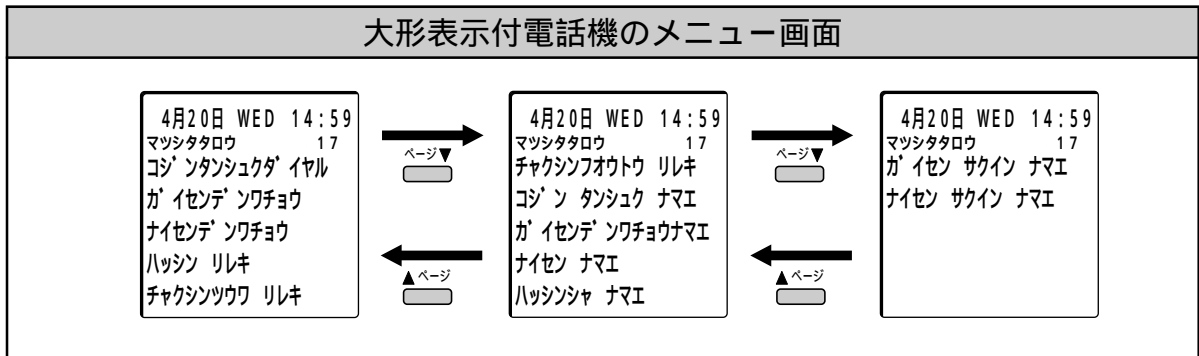 大形表示付電話機のメニュー画面
4月20日 WED 14:59
マツシタタロウ 17
コジンタンシュクダイヤル
ガイセンデンワチョウ
ナイセンデンワチョウ
ハッシン リレキ
チャクシンツウワ リレキ
ページ▼
▲ページ
4月20日 WED 14:59
マツシタタロウ 17
チャクシンフオウトウ リレキ
コジン タンシュク ナマエ
ガイセンデンワチョウナマエ
ナイセン ナマエ
ハッシンシャ ナマエ
ページ▼
▲ページ
4月20日 WED 14:59
マツシタタロウ 17
ガイセン サクイン ナマエ
ナイセン サクイン ナマエ